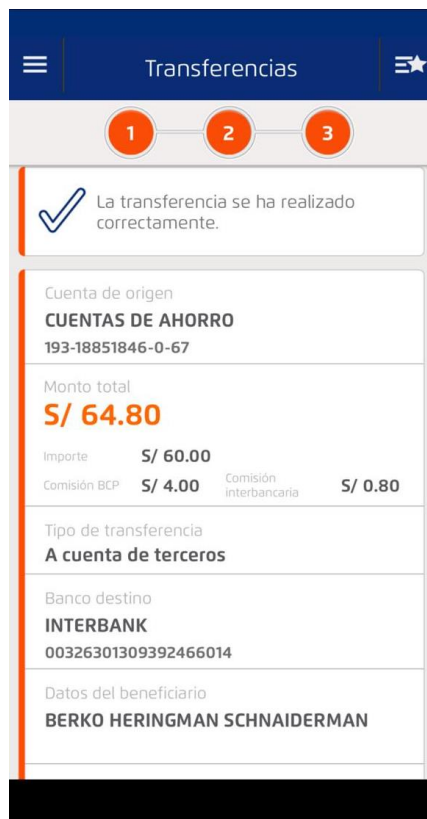 Transferencias
1 2 3
La transferencia se ha realizado
correctamente.
Cuenta de origen
CUENTAS DE AHORRO
193-18851846-0-67
Monto total
S/ 64.80
Importe S/ 60.00
Comisión BCP S/ 4.00 Comisión interbancaria S/ 0.80
Tipo de transferencia
A cuenta de terceros
Banco destino
INTERBANK
00326301309392466014
Datos del beneficiario
BERKO HERINGMAN SCHNAIDERMAN